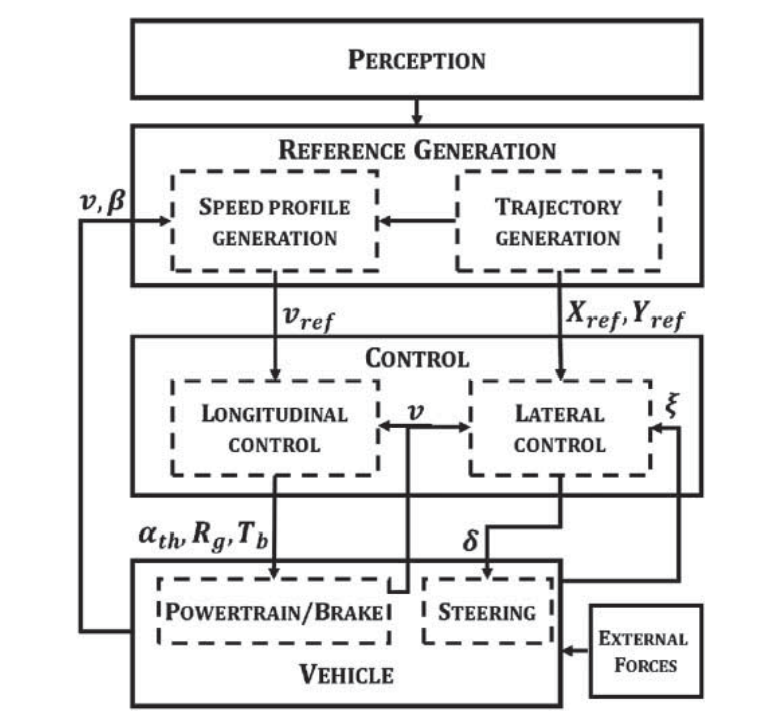 PERCEPTION
REFERENCE GENERATION
v, β
SPEED PROFILE
GENERATION
TRAJECTORY
GENERATION
v_ref
X_ref, Y_ref
CONTROL
LONGITUDINAL
CONTROL
v
LATERAL
CONTROL
ξ
α_th, R_g, T_b
δ
POWERTRAIN/BRAKE
STEERING
VEHICLE
EXTERNAL
FORCES